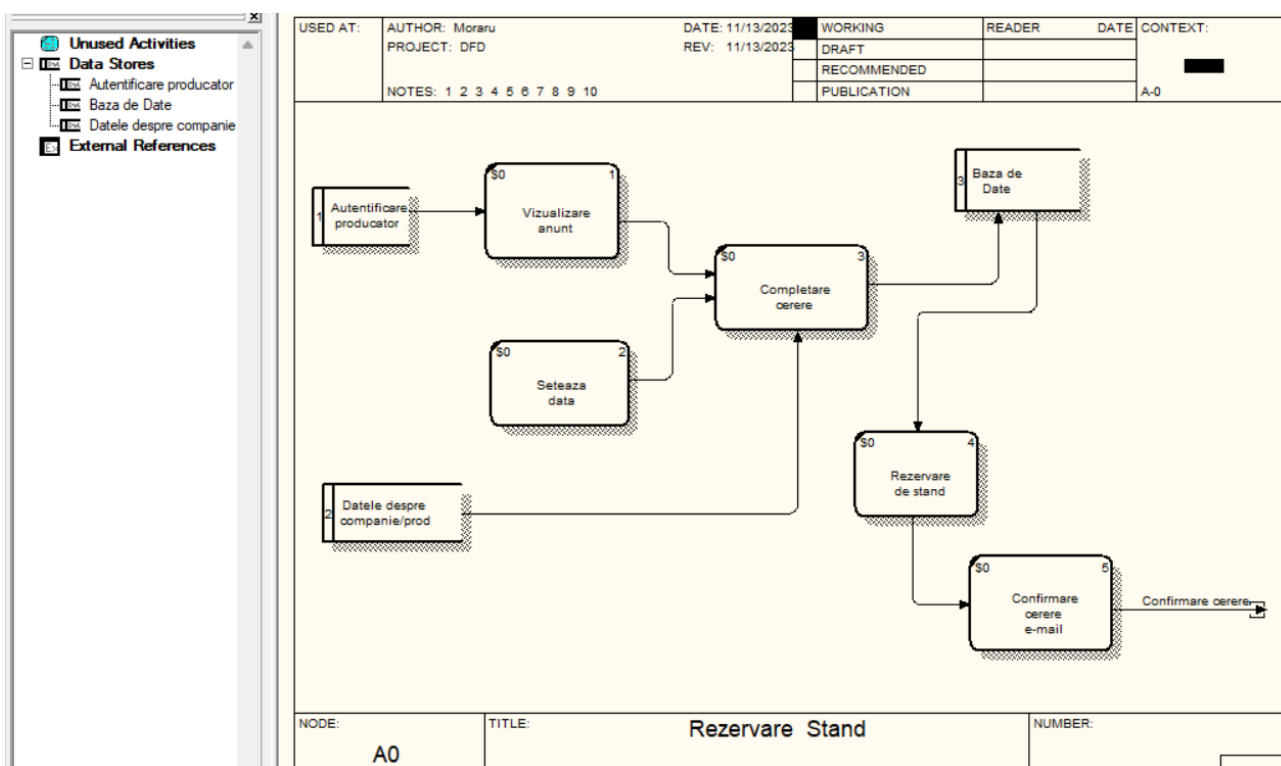 Unused Activities
Data Stores
Autentificare producator
Baza de Date
Datele despre companie
External References
USED AT:
AUTHOR: Moraru
DATE: 11/13/2023
PROJECT: DFD
REV: 11/13/2023
NOTES: 1 2 3 4 5 6 7 8 9 10
WORKING
DRAFT
RECOMMENDED
PUBLICATION
READER
DATE
CONTEXT:
A-0
1
Autentificare
producator
$0
1
Vizualizare
anunt
3
Baza de
Date
$0
3
Completare
cerere
$0
2
Seteaza
data
2
Datele despre
companie/prod
$0
4
Rezervare
de stand
$0
5
Confirmare
cerere
e-mail
Confirmare cerere
NODE:
A0
TITLE:
Rezervare Stand
NUMBER: